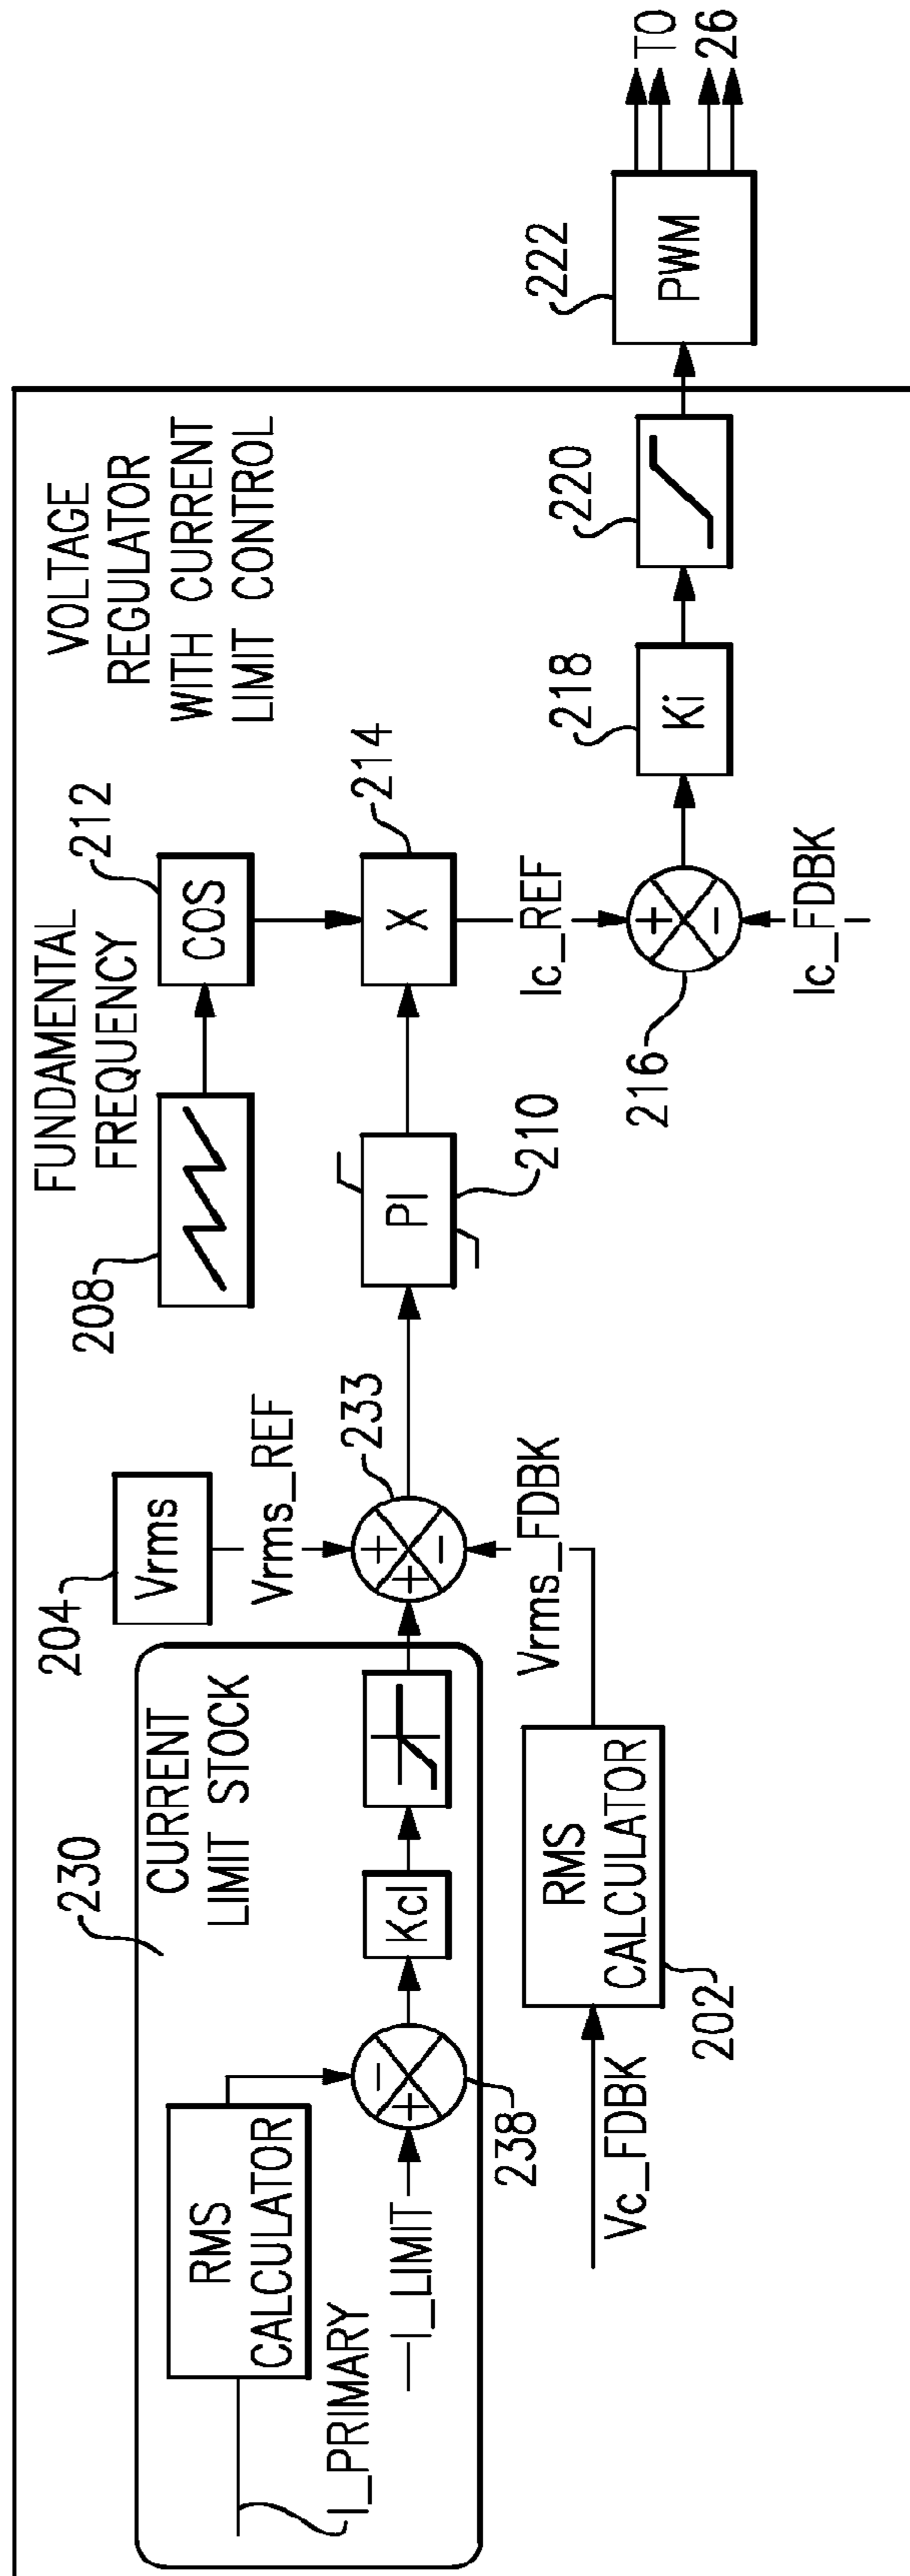 VOLTAGE
REGULATOR
WITH CURRENT
LIMIT CONTROL
FUNDAMENTAL
FREQUENCY
208
212
COS
204
Vrms
Vrms_REF
230
CURRENT
LIMIT STOCK
RMS
CALCULATOR
I_PRIMARY
I_LIMIT
-
+
238
Kcl
+
+
-
233
PI
210
X
214
Vrms_FDBK
RMS
CALCULATOR
202
Vc_FDBK
Ic_REF
+
-
216
Ic_FDBK
Ki
218
220
PWM
222
TO
26